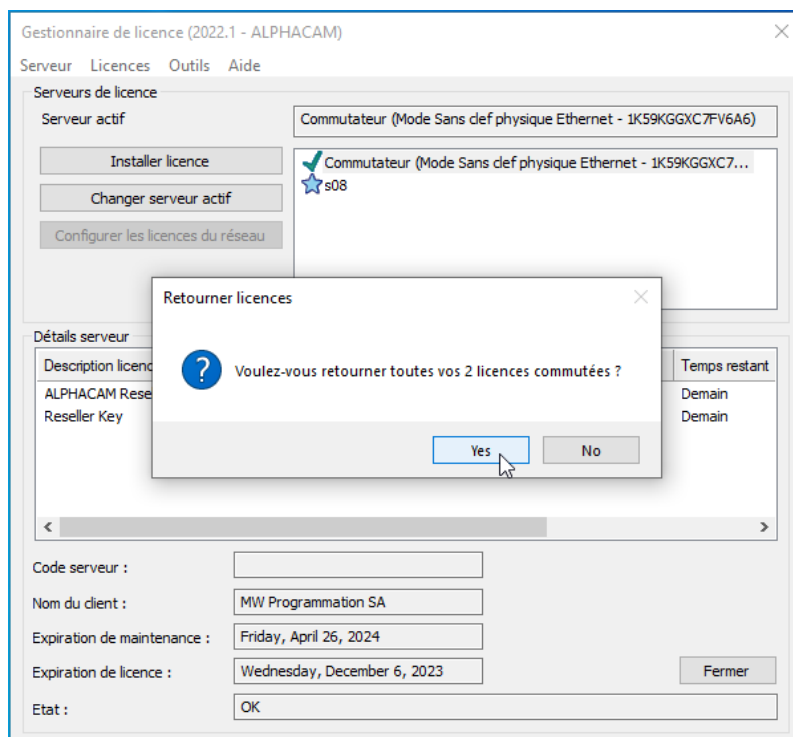 Gestionnaire de licence (2022.1 - ALPHACAM)
Serveur Licences Outils Aide
Serveurs de licence
Serveur actif
Commutateur (Mode Sans clef physique Ethernet - 1K59KGGXC7FV6A6)
Installer licence
Changer serveur actif
Configurer les licences du réseau
Commutateur (Mode Sans clef physique Ethernet - 1K59KGGXC7...
s08
Retourner licences
Voulez-vous retourner toutes vos 2 licences commutées ?
Yes No
Détails serveur
Description licenc Temps restant
ALPHACAM Rese Demain
Reseller Key Demain
Code serveur :
Nom du client : MW Programmation SA
Expiration de maintenance : Friday, April 26, 2024
Expiration de licence : Wednesday, December 6, 2023
Fermer
Etat : OK